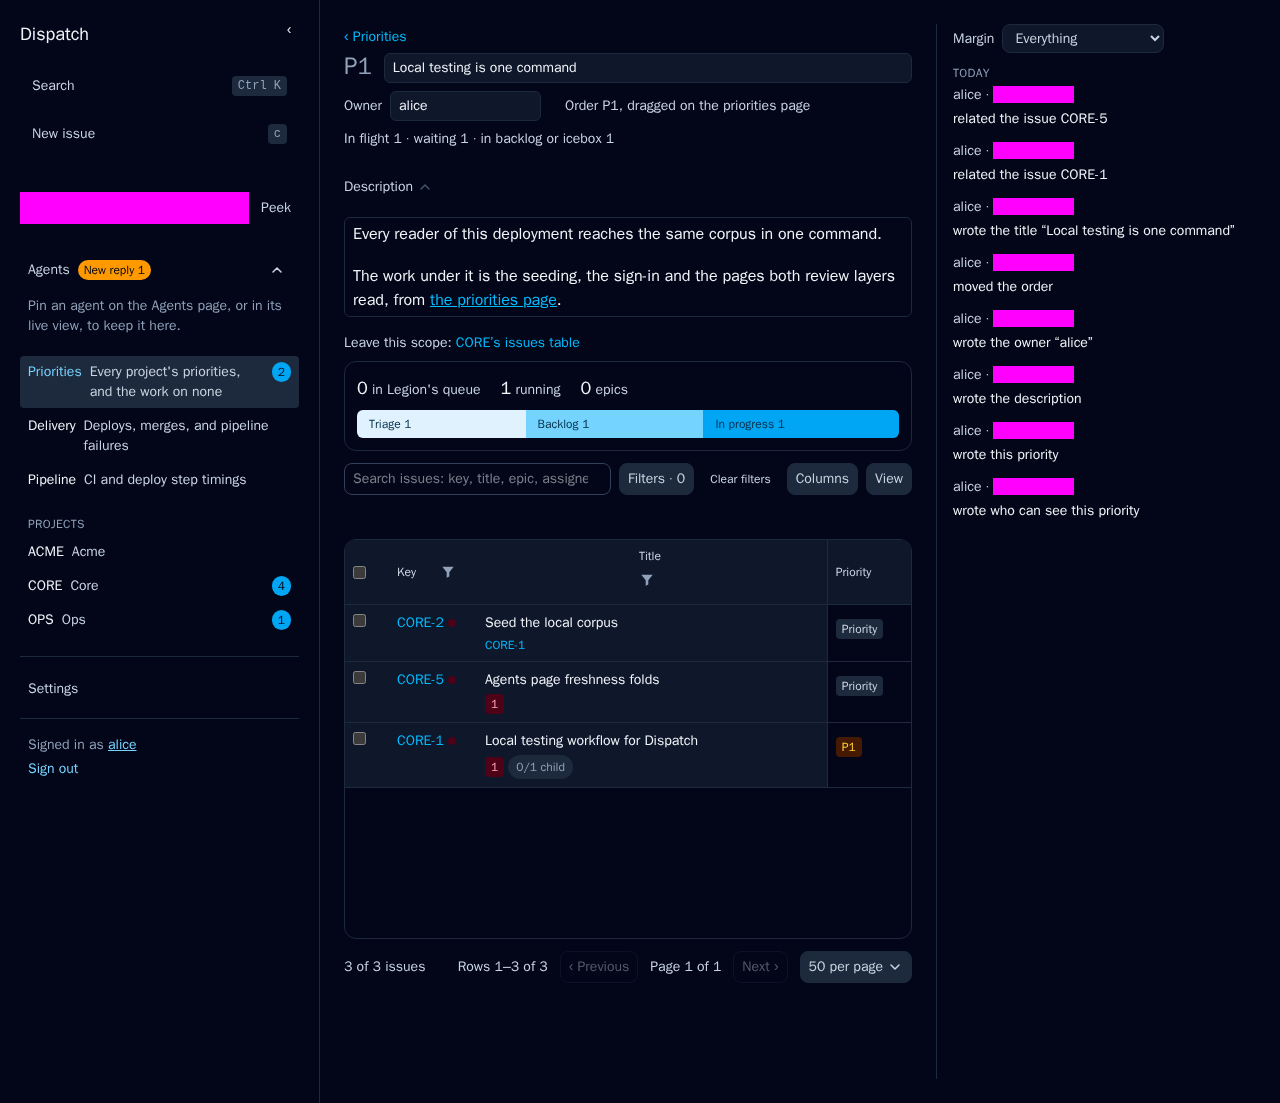 Dispatch
‹
Search
Ctrl K
New issue
C
Peek
Agents
New reply 1
Pin an agent on the Agents page, or in its
live view, to keep it here.
Priorities
Every project's priorities,
and the work on none
2
Delivery
Deploys, merges, and pipeline
failures
Pipeline
CI and deploy step timings
PROJECTS
ACME Acme
CORE Core
4
OPS Ops
1
Settings
Signed in as alice
Sign out
‹ Priorities
P1
Local testing is one command
Owner
alice
Order P1, dragged on the priorities page
In flight 1 · waiting 1 · in backlog or icebox 1
Description
Every reader of this deployment reaches the same corpus in one command.
The work under it is the seeding, the sign-in and the pages both review layers
read, from the priorities page.
Leave this scope: CORE’s issues table
0 in Legion's queue
1 running
0 epics
Triage 1
Backlog 1
In progress 1
Search issues: key, title, epic, assigne
Filters · 0
Clear filters
Columns
View
Key
Title
Priority
CORE-2
Seed the local corpus
CORE-1
Priority
CORE-5
Agents page freshness folds
1
Priority
CORE-1
Local testing workflow for Dispatch
1
0/1 child
P1
3 of 3 issues
Rows 1–3 of 3
‹ Previous
Page 1 of 1
Next ›
50 per page
Margin
Everything
TODAY
alice ·
related the issue CORE-5
alice ·
related the issue CORE-1
alice ·
wrote the title “Local testing is one command”
alice ·
moved the order
alice ·
wrote the owner “alice”
alice ·
wrote the description
alice ·
wrote this priority
alice ·
wrote who can see this priority